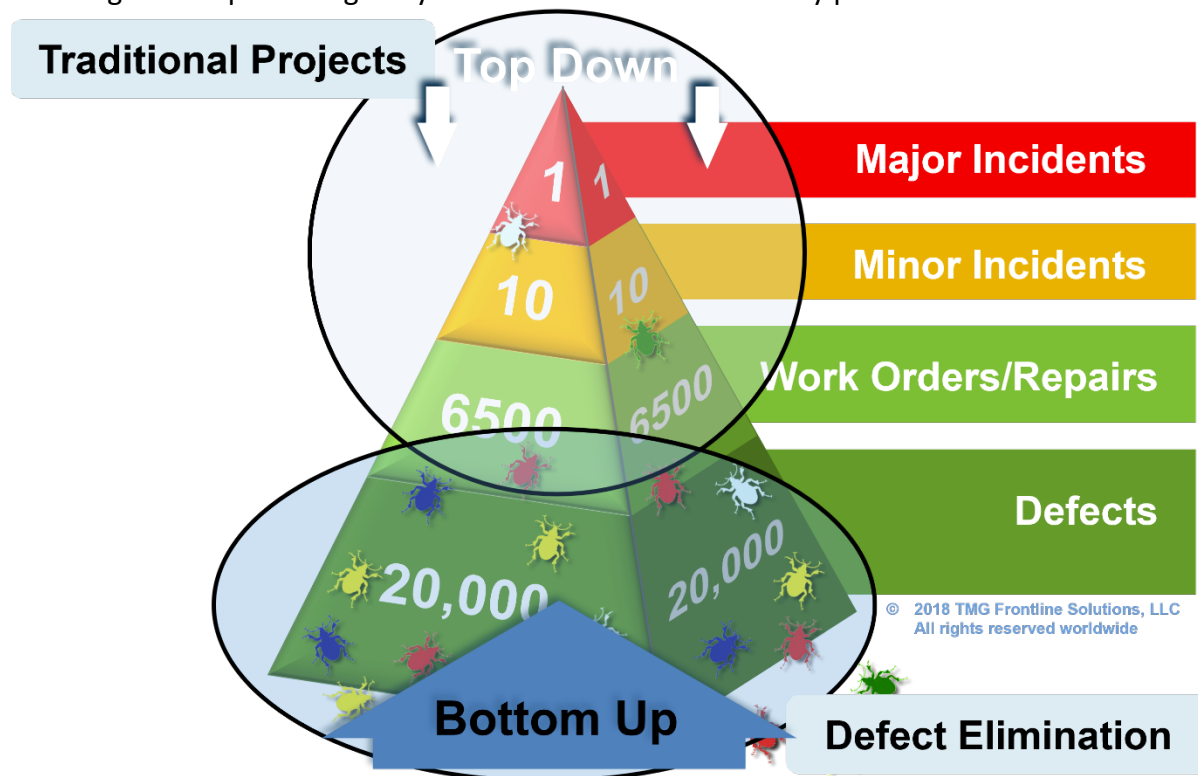 Traditional Projects
Top Down
1
1
Major Incidents
10
10
Minor Incidents
6500
6500
Work Orders/Repairs
20,000
20,000
Defects
© 2018 TMG Frontline Solutions, LLC
All rights reserved worldwide
Bottom Up
Defect Elimination